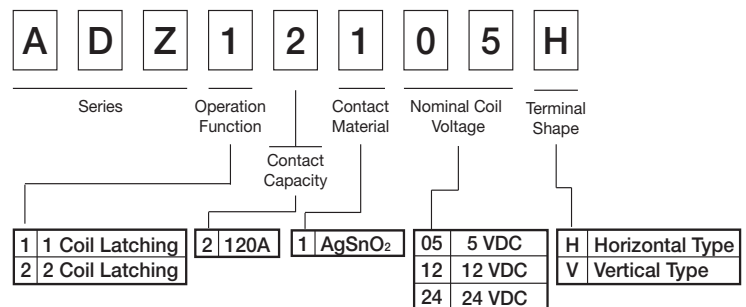 A D Z 1 2 1 0 5 H
Series Operation Function Contact Material Nominal Coil Voltage Terminal Shape
Contact Capacity
1 1 Coil Latching
2 2 Coil Latching
2 120A
1 AgSnO₂
05 5 VDC
12 12 VDC
24 24 VDC
H Horizontal Type
V Vertical Type